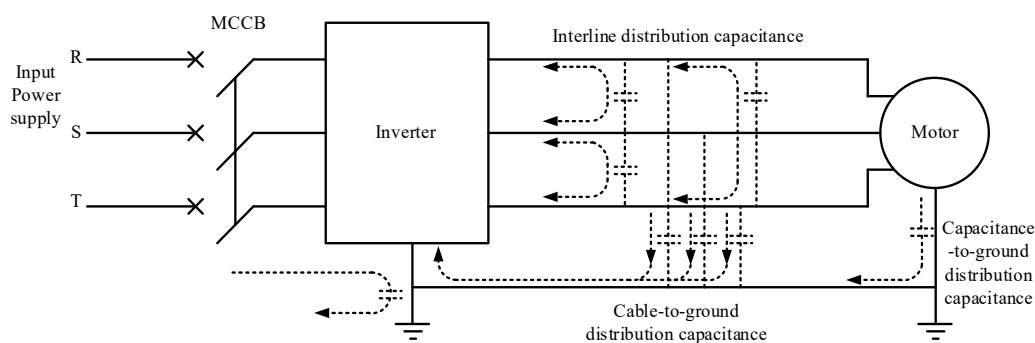 MCCB
R
Input
Power
supply
S
T
Inverter
Interline distribution capacitance
Motor
Capacitance
-to-ground
distribution
capacitance
Cable-to-ground
distribution capacitance